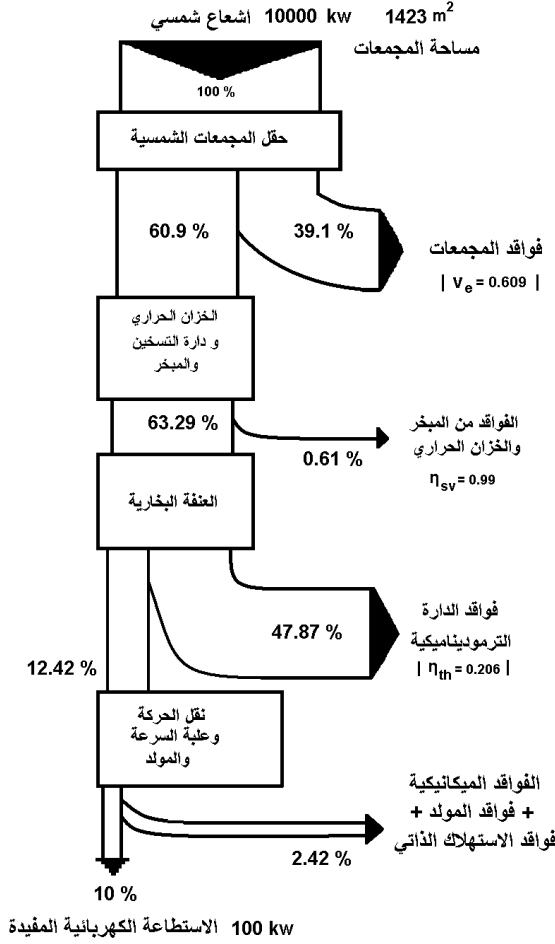 اشعاع شمسي 10000 kw 1423 m²
مساحة المجمعات
100 %
حقل المجمعات الشمسية
60.9 %
39.1 %
فواقد المجمعات
| Ve = 0.609 |
الخزان الحراري
و دارة التسخين
والمبخر
63.29 %
الفواقد من المبخر
والخزان الحراري
0.61 %
ηsv = 0.99
العنفة البخارية
47.87 %
فواقد الدارة
الترموديناميكية
| ηth = 0.206 |
12.42 %
نقل الحركة
وعلبة السرعة
والمولد
الفواقد الميكانيكية
+ فواقد المولد +
فواقد الاستهلاك الذاتي
2.42 %
10 %
الاستطاعة الكهربائية المفيدة 100 kw